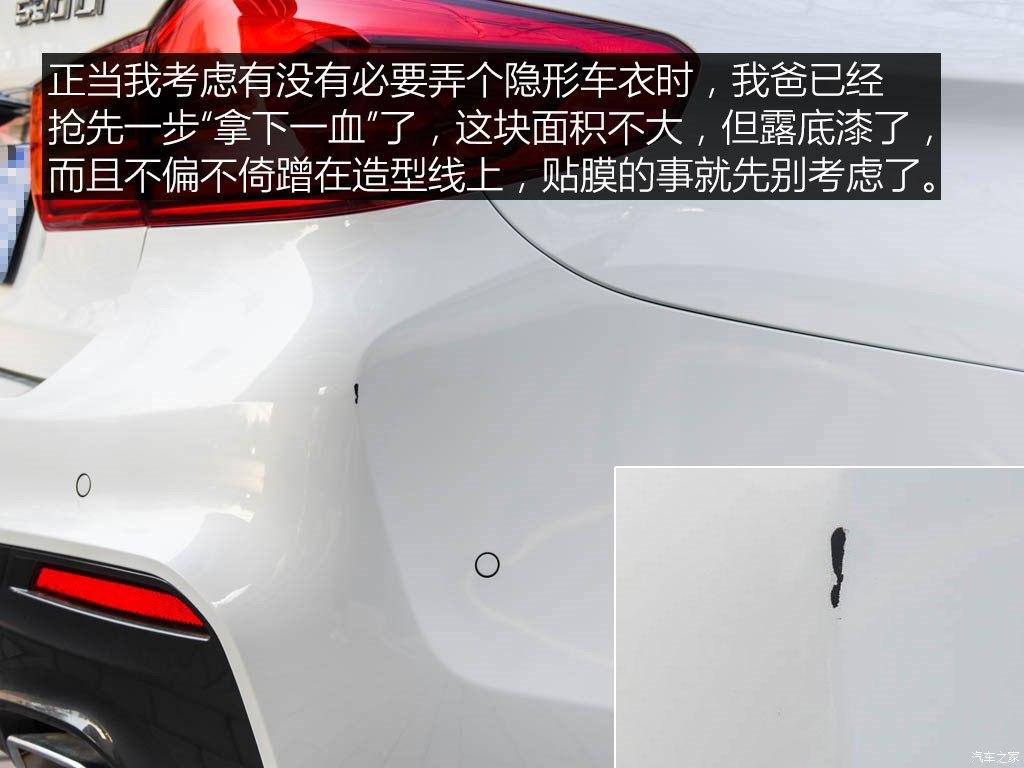 正当我考虑有没有必要弄个隐形车衣时，我爸已经
抢先一步“拿下一血”了，这块面积不大，但露底漆了，
而且不偏不倚蹭在造型线上，贴膜的事就先别考虑了。
汽车之家